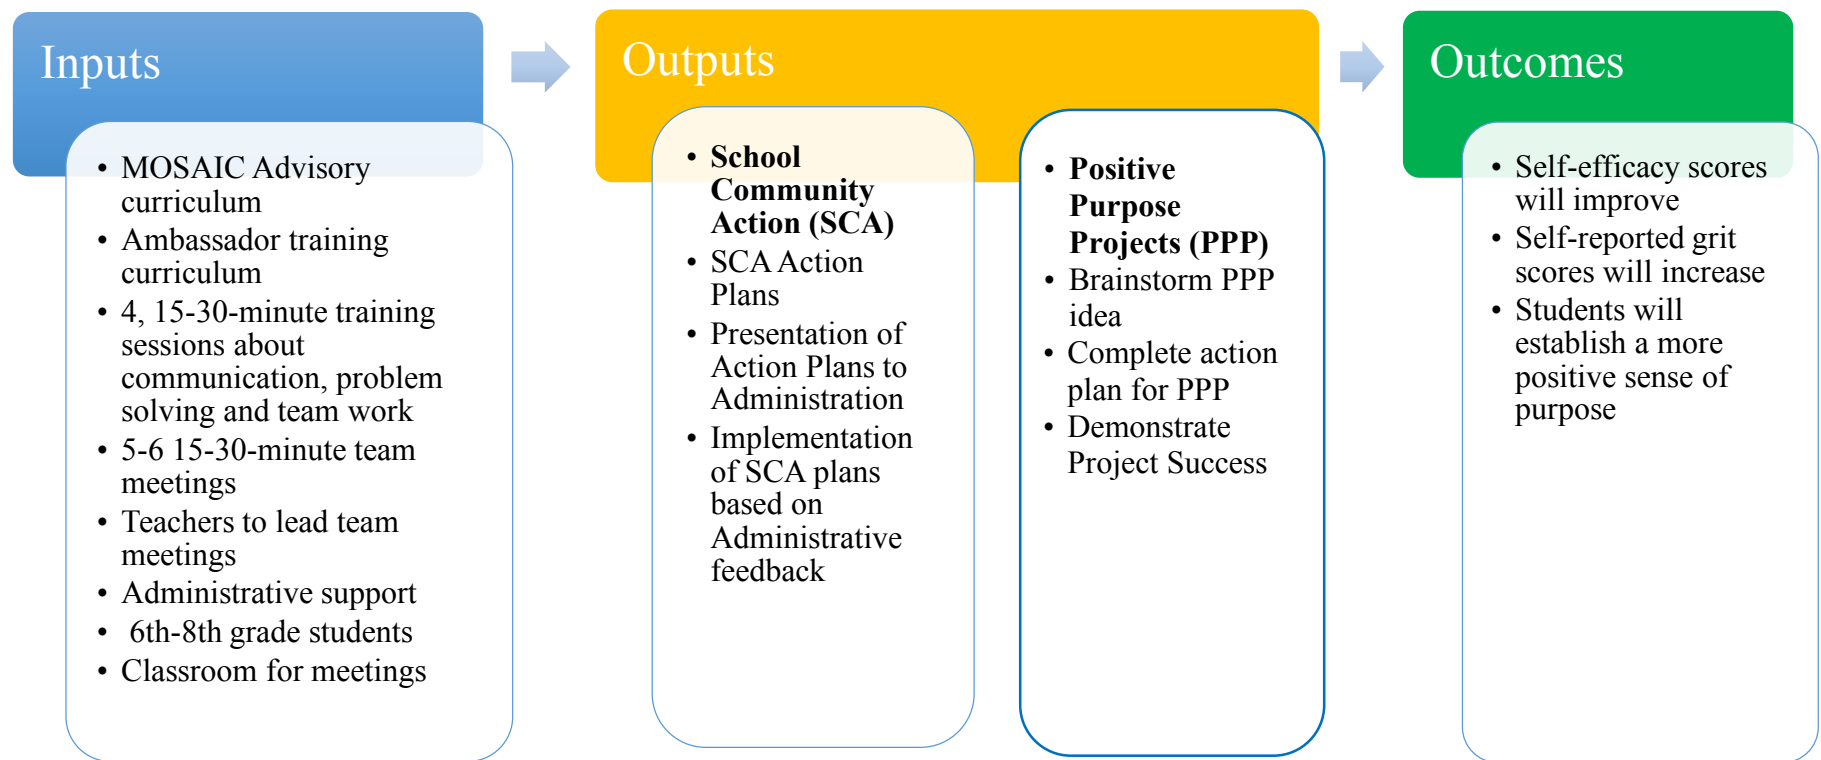 Inputs
• MOSAIC Advisory
curriculum
• Ambassador training
curriculum
• 4, 15-30-minute training
sessions about
communication, problem
solving and team work
• 5-6 15-30-minute team
meetings
• Teachers to lead team
meetings
• Administrative support
• 6th-8th grade students
• Classroom for meetings
Outputs
• School
Community
Action (SCA)
• SCA Action
Plans
• Presentation of
Action Plans to
Administration
• Implementation
of SCA plans
based on
Administrative
feedback
• Positive
Purpose
Projects (PPP)
• Brainstorm PPP
idea
• Complete action
plan for PPP
• Demonstrate
Project Success
Outcomes
• Self-efficacy scores
will improve
• Self-reported grit
scores will increase
• Students will
establish a more
positive sense of
purpose